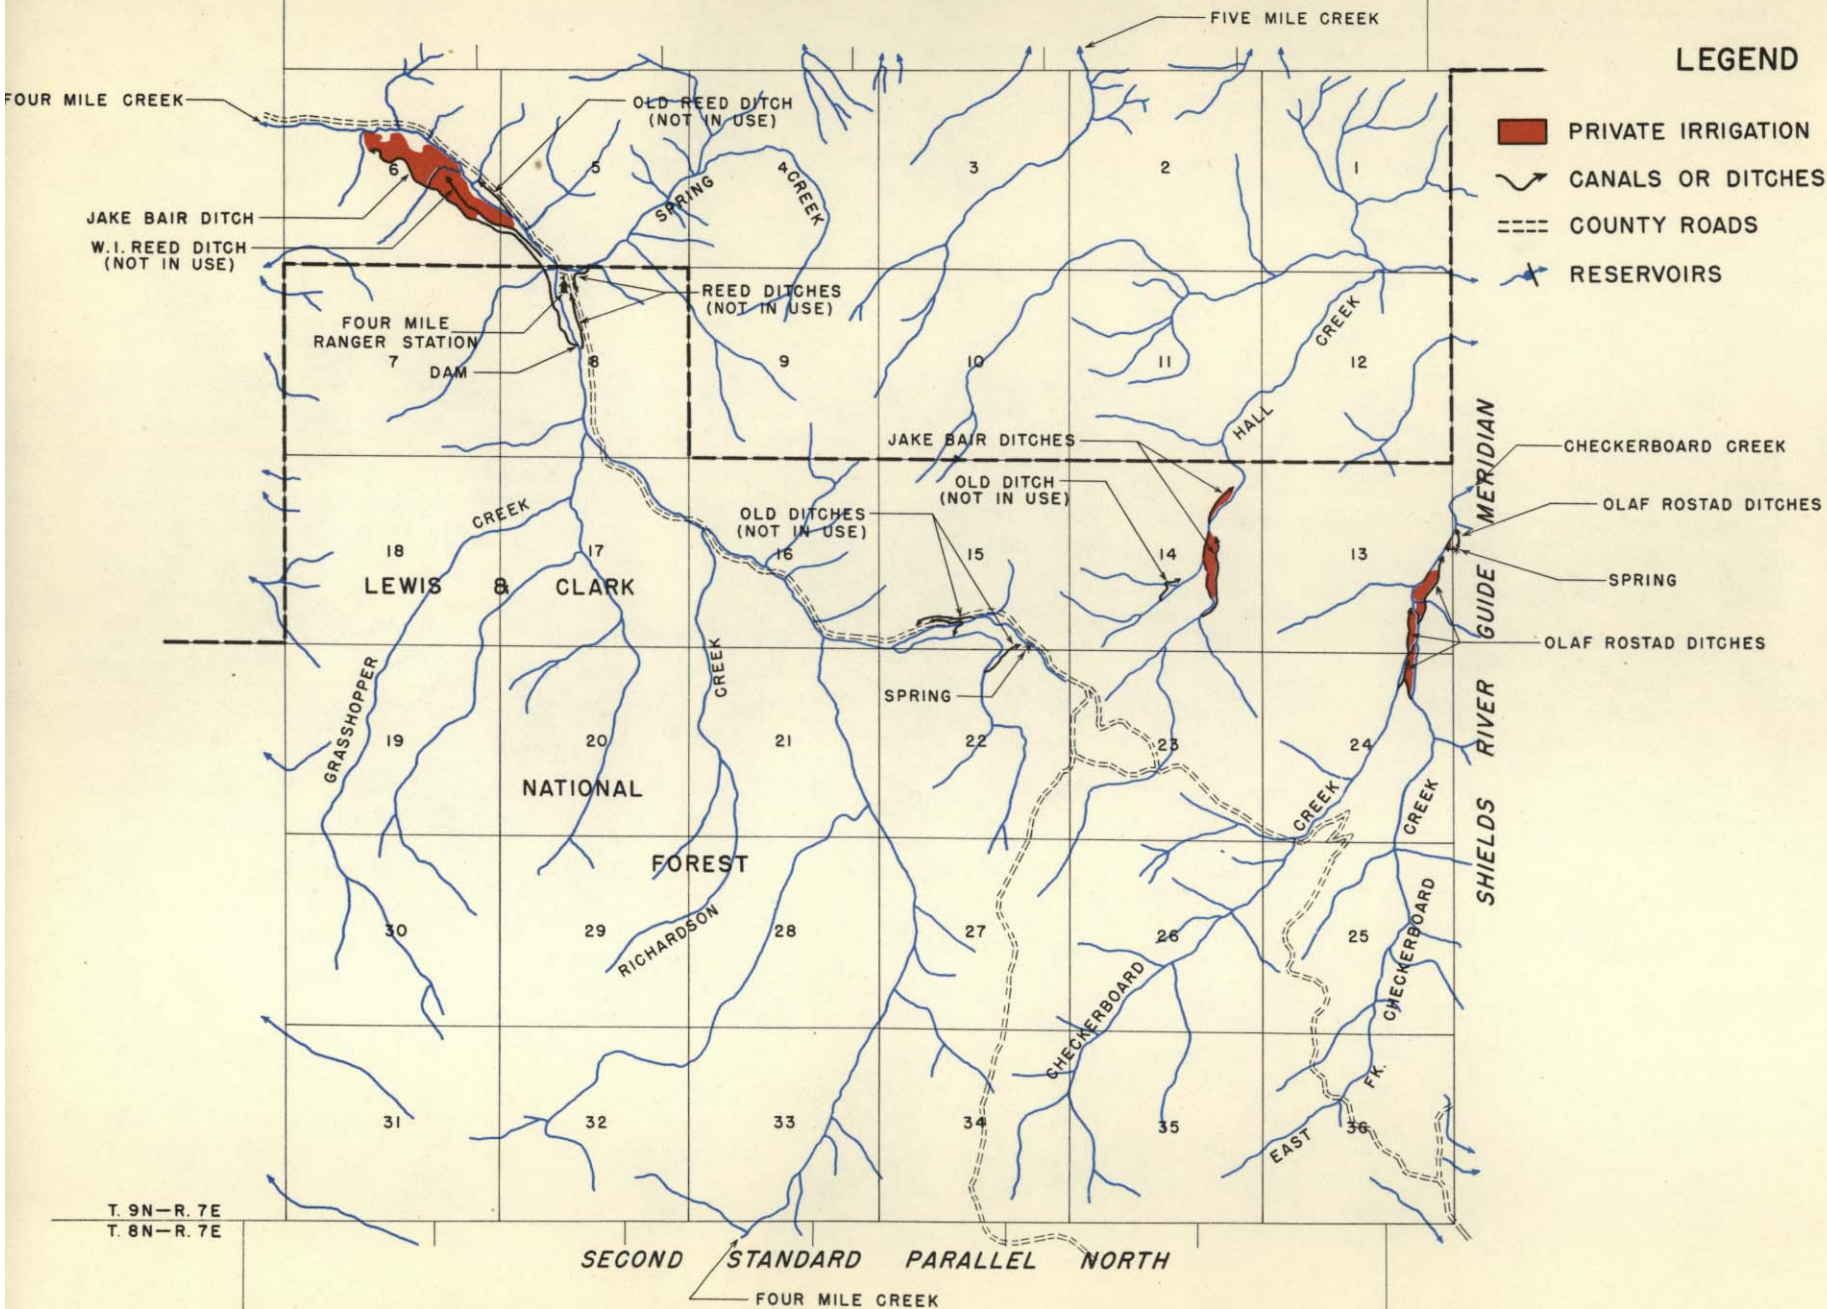 FIVE MILE CREEK
LEGEND
PRIVATE IRRIGATION
CANALS OR DITCHES
COUNTY ROADS
RESERVOIRS
FOUR MILE CREEK
OLD REED DITCH
(NOT IN USE)
6
5
4
3
2
1
SPRING
CREEK
JAKE BAIR DITCH
W.I. REED DITCH
(NOT IN USE)
REED DITCHES
(NOT IN USE)
FOUR MILE
RANGER STATION
DAM
7
8
9
10
11
12
HALL
CREEK
JAKE BAIR DITCHES
OLD DITCH
(NOT IN USE)
OLD DITCHES
(NOT IN USE)
CHECKERBOARD CREEK
OLAF ROSTAD DITCHES
SPRING
OLAF ROSTAD DITCHES
18
17
16
15
14
13
LEWIS & CLARK
NATIONAL
FOREST
GRASSHOPPER
CREEK
SPRING
19
20
21
22
23
24
RICHARDSON
CREEK
CHECKERBOARD
CREEK
EAST
FK.
CHECKERBOARD
CREEK
30
29
28
27
26
25
31
32
33
34
35
36
SHIELDS RIVER GUIDE MERIDIAN
T. 9N–R. 7E
T. 8N–R. 7E
SECOND STANDARD PARALLEL NORTH
FOUR MILE CREEK